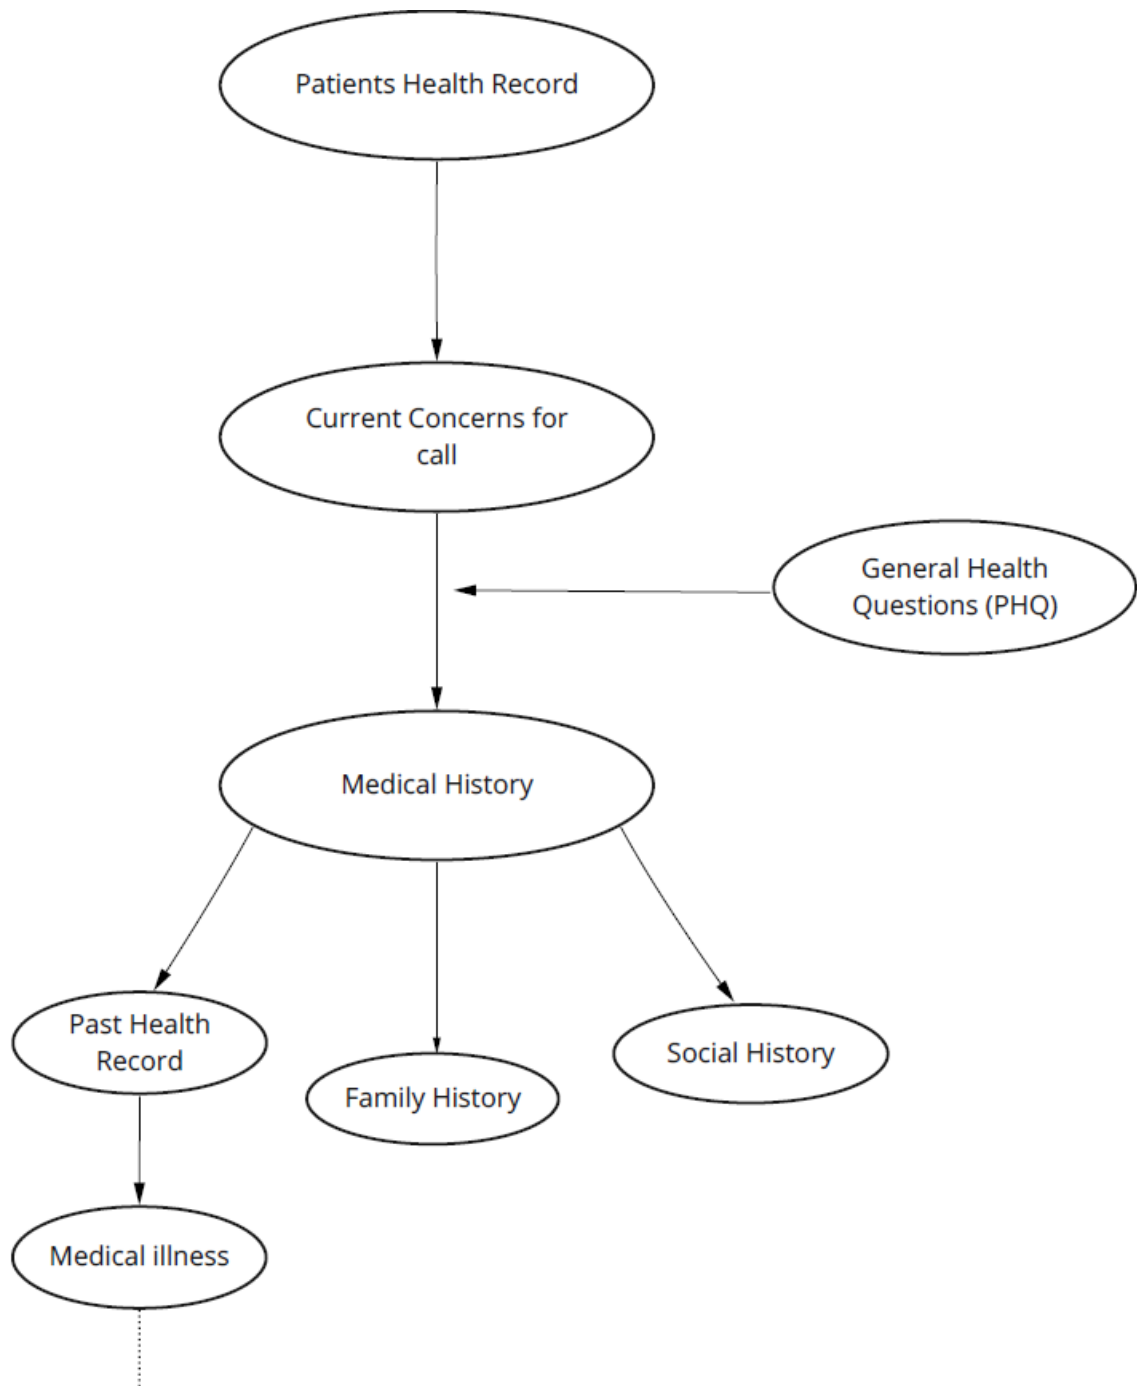 Patients Health Record
Current Concerns for
call
General Health
Questions (PHQ)
Medical History
Past Health
Record
Family History
Social History
Medical illness